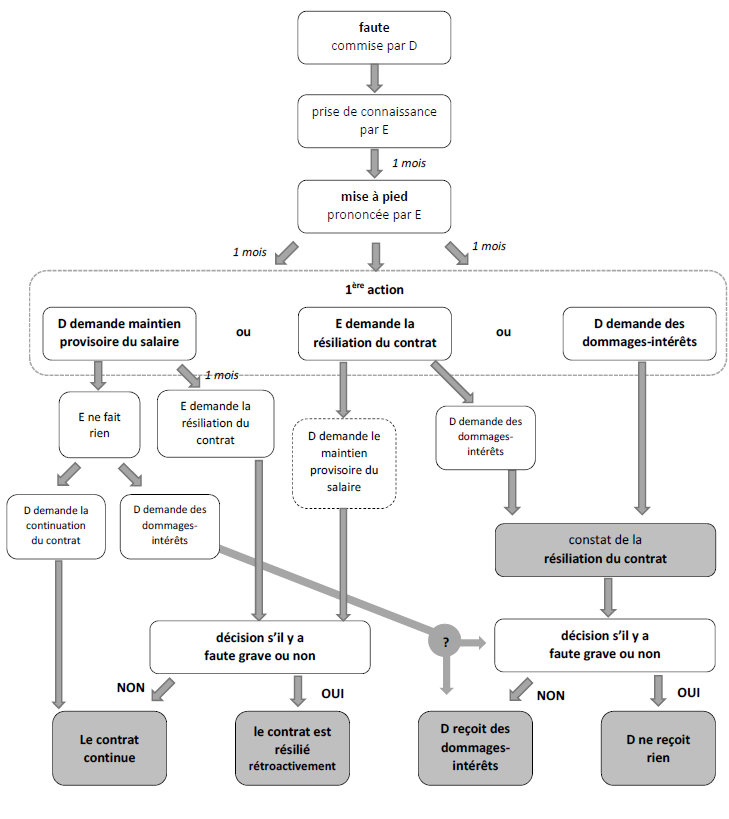 faute
commise par D
prise de connaissance
par E
1 mois
mise à pied
prononcée par E
1 mois
1 mois
1ère action
D demande maintien
provisoire du salaire
ou
E demande la
résiliation du contrat
ou
D demande des
dommages-intérêts
1 mois
E ne fait
rien
E demande la
résiliation du
contrat
D demande le
maintien
provisoire du
salaire
D demande des
dommages-
intérêts
D demande la
continuation
du contrat
D demande des
dommages-
intérêts
constat de la
résiliation du contrat
décision s'il y a
faute grave ou non
?
décision s'il y a
faute grave ou non
NON
OUI
NON
OUI
Le contrat
continue
le contrat est
résilié
rétroactivement
D reçoit des
dommages-
intérêts
D ne reçoit
rien